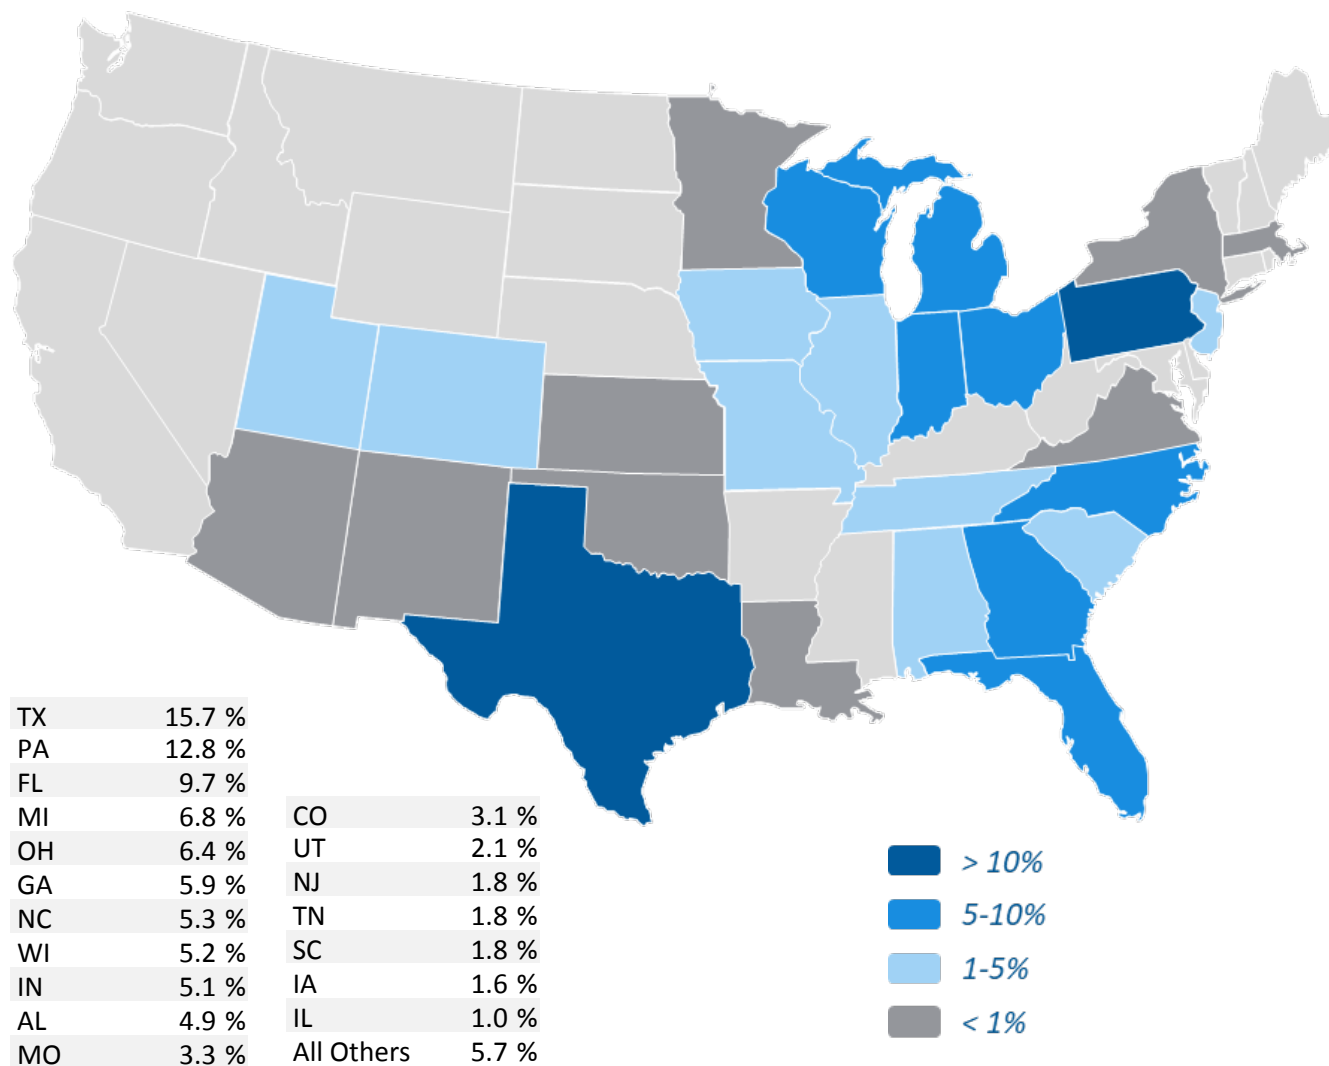 TX 15.7 %
PA 12.8 %
FL 9.7 %
MI 6.8 %
OH 6.4 %
GA 5.9 %
NC 5.3 %
WI 5.2 %
IN 5.1 %
AL 4.9 %
MO 3.3 %
CO 3.1 %
UT 2.1 %
NJ 1.8 %
TN 1.8 %
SC 1.8 %
IA 1.6 %
IL 1.0 %
All Others 5.7 %
> 10%
5-10%
1-5%
< 1%